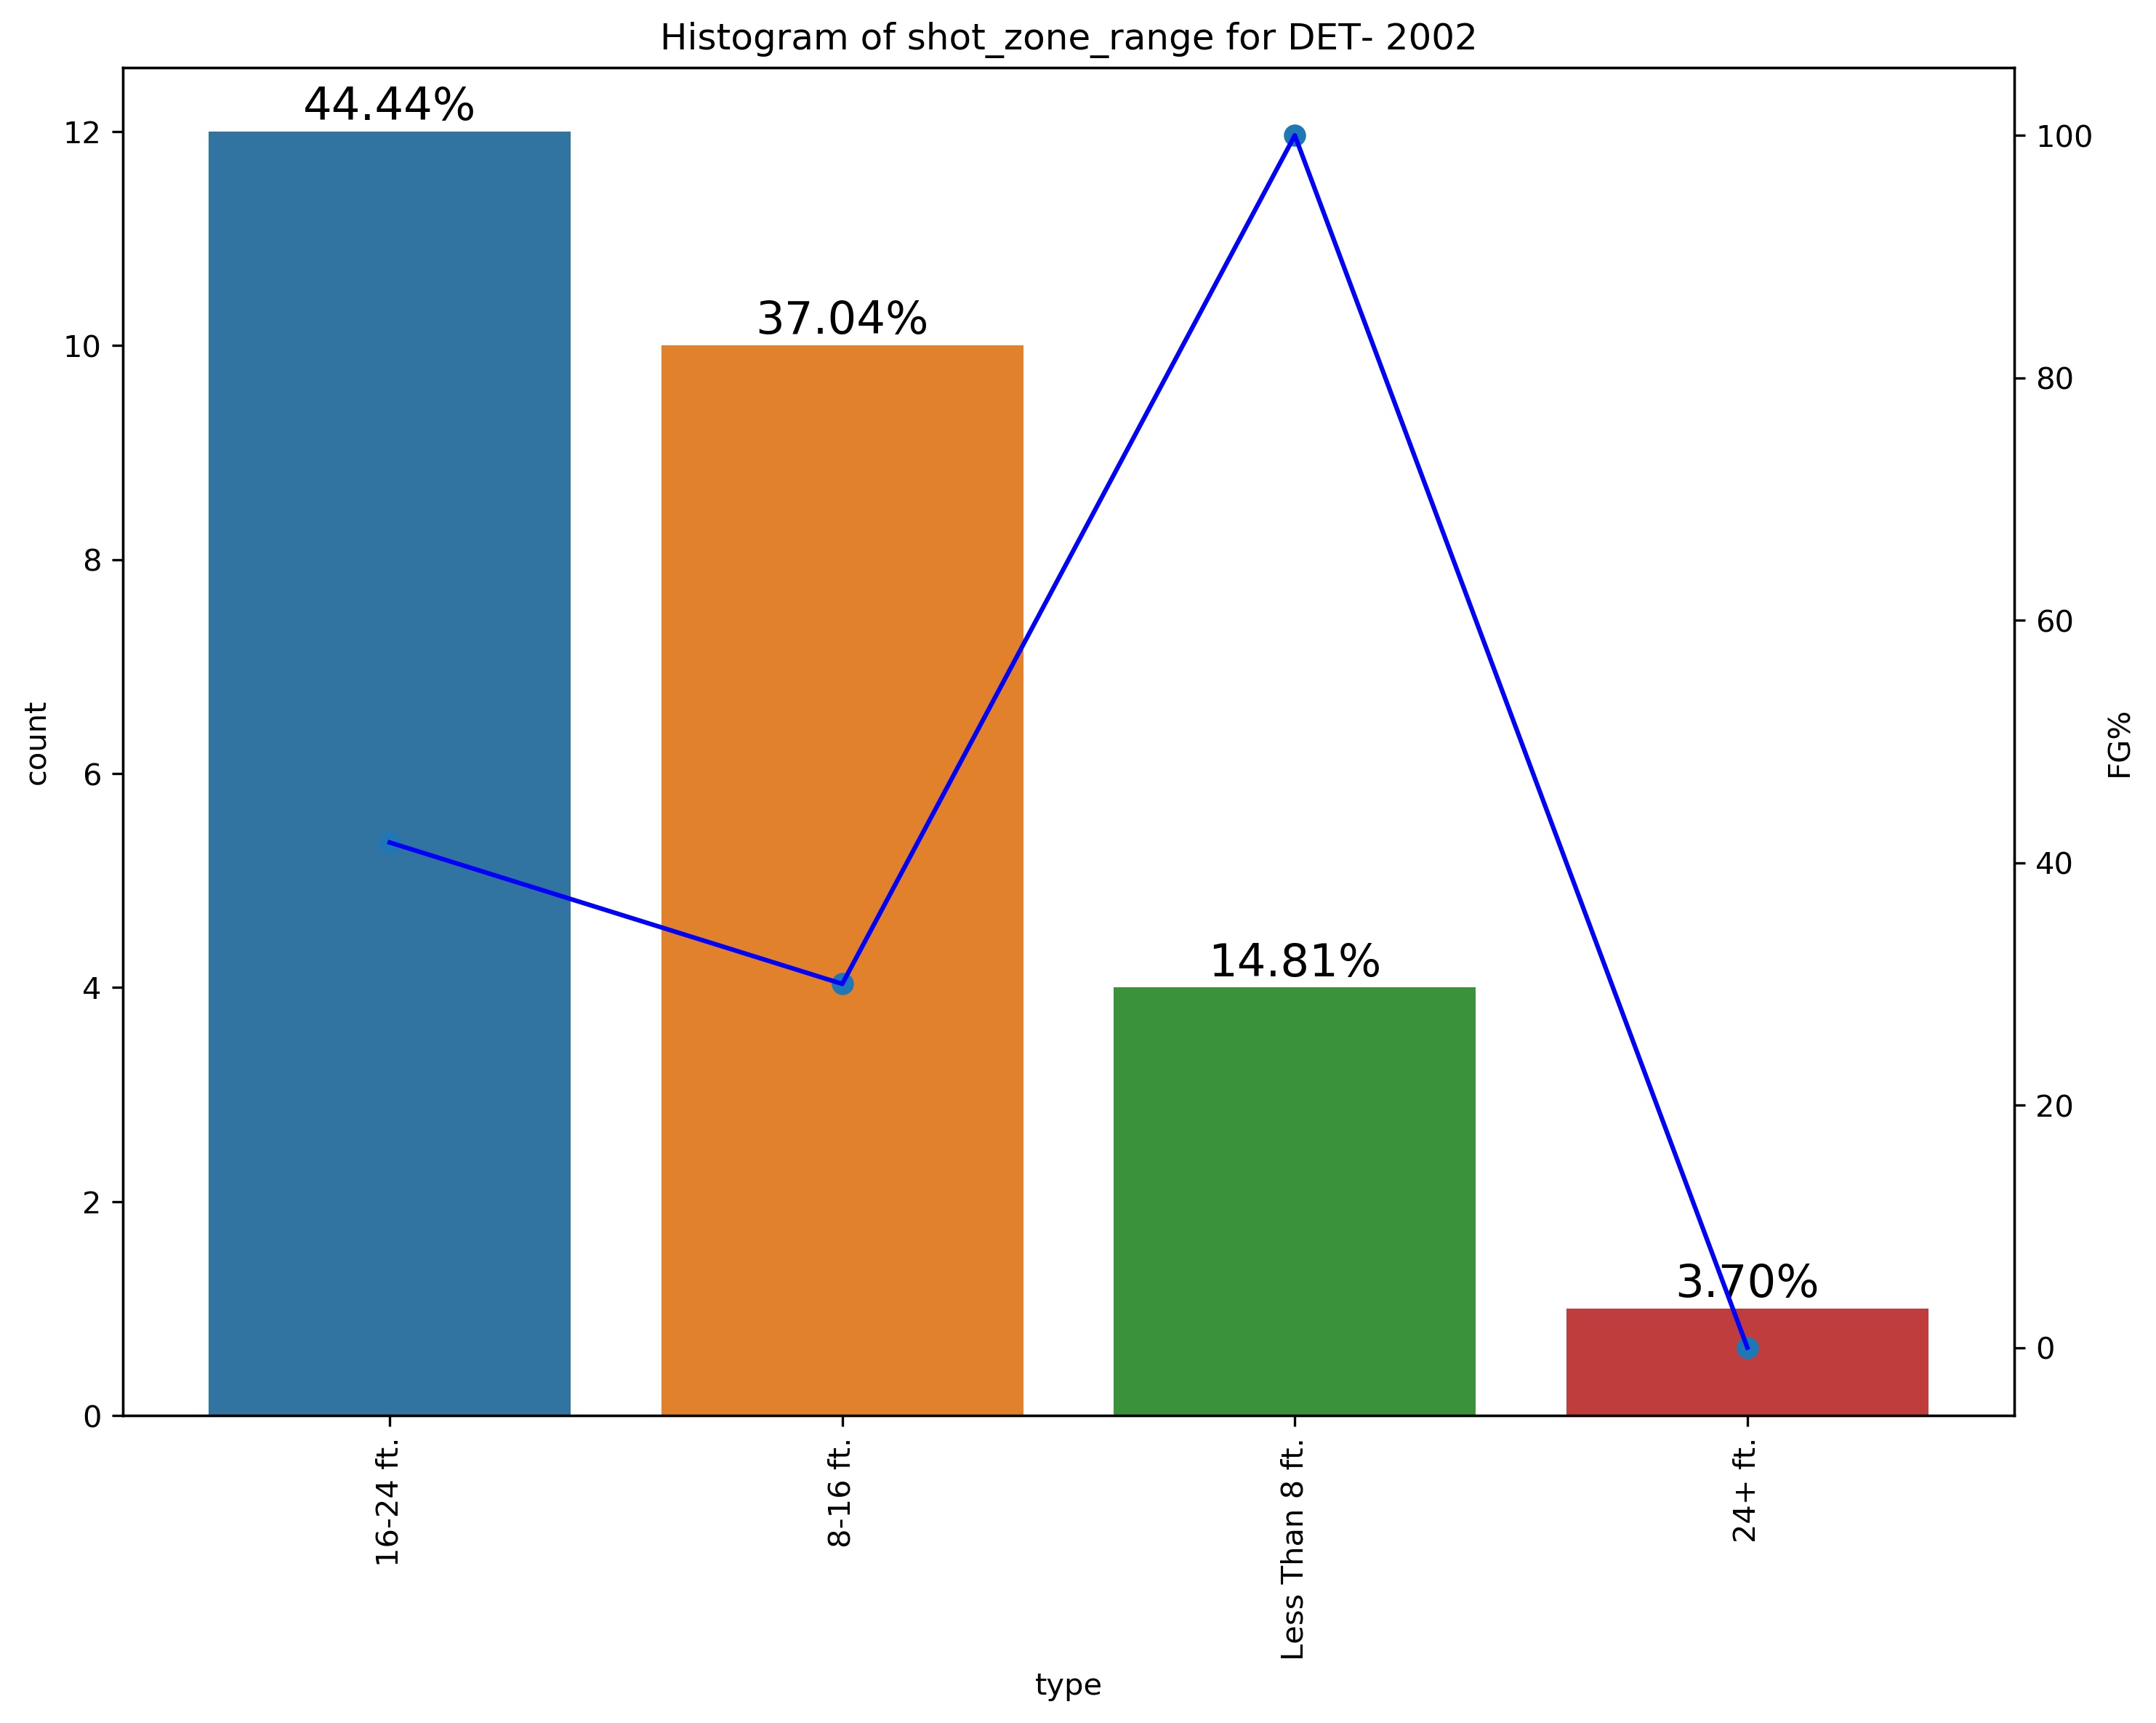 Histogram of shot_zone_range for DET- 2002
44.44%
37.04%
14.81%
3.70%
12
10
8
6
4
2
0
count
100
80
60
40
20
0
FG%
16-24 ft.
8-16 ft.
Less Than 8 ft.
24+ ft.
type